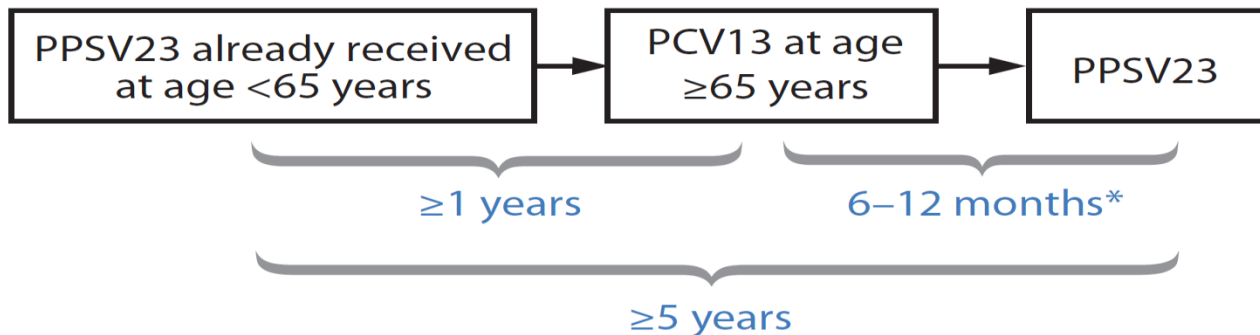 PPSV23 already received
at age <65 years
PCV13 at age
≥65 years
PPSV23
≥1 years
6–12 months*
≥5 years